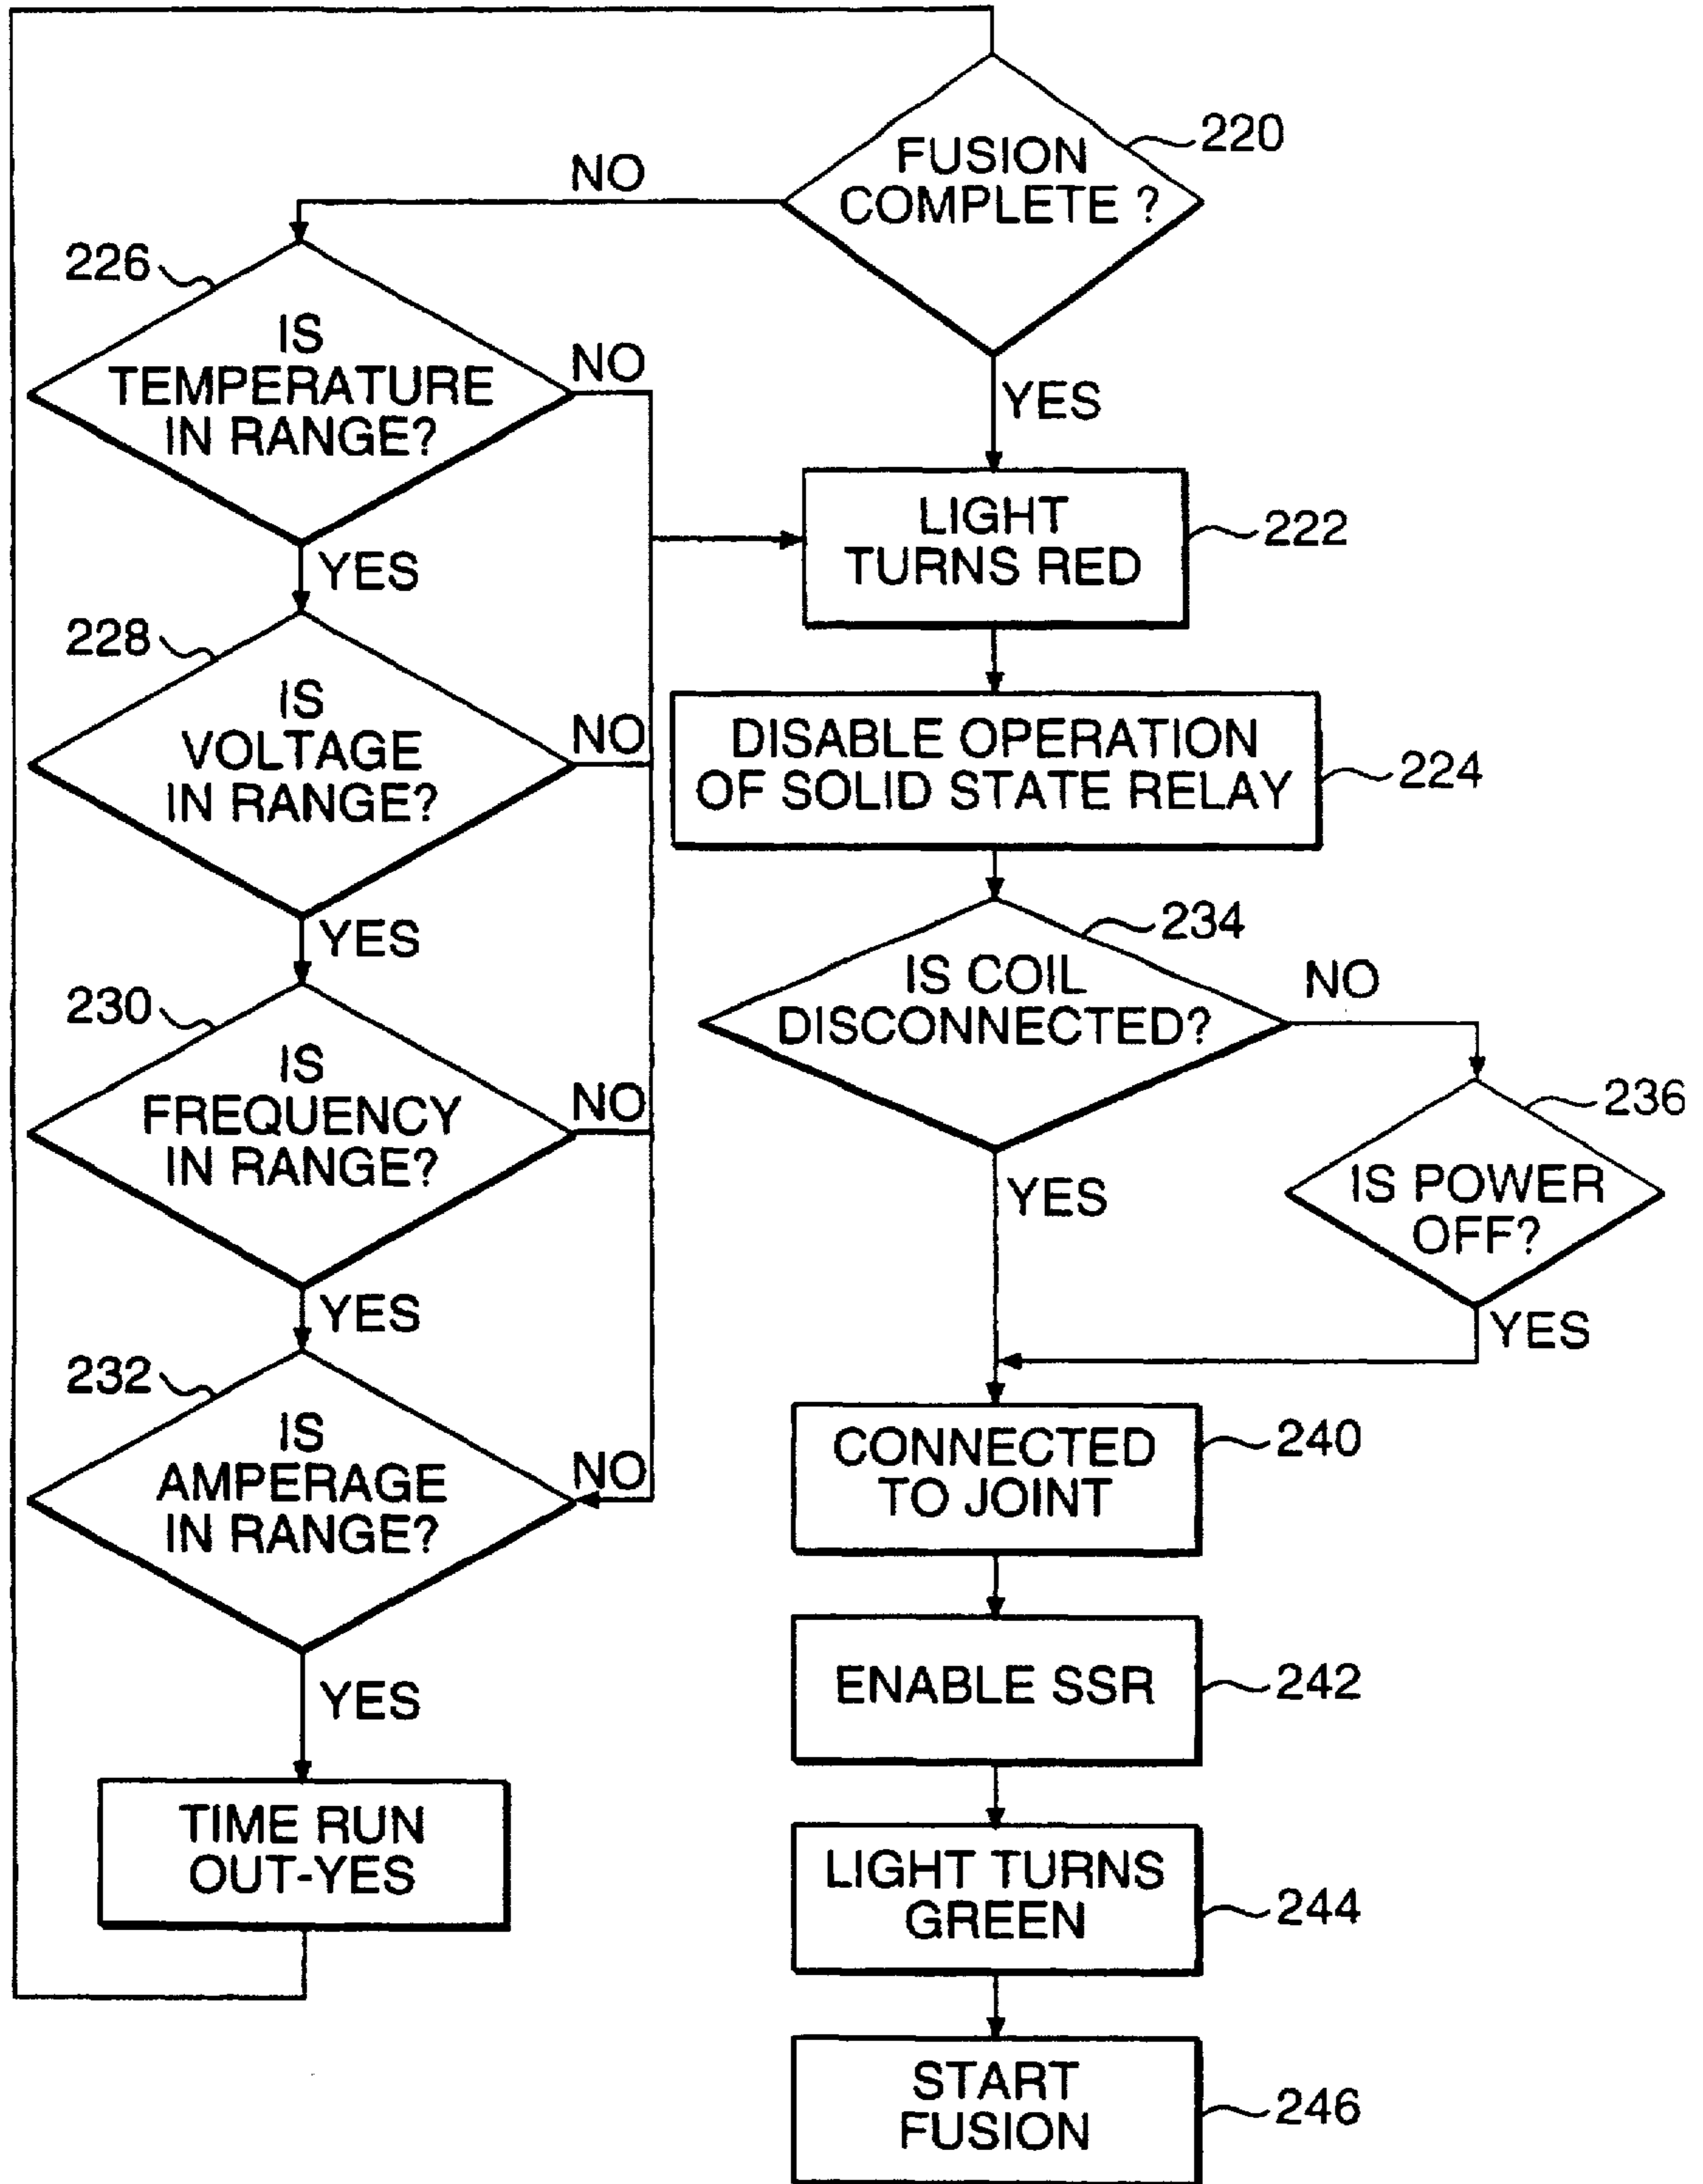 FUSION
COMPLETE ?
220
NO
YES
226
IS
TEMPERATURE
IN RANGE?
NO
YES
LIGHT
TURNS RED
222
228
IS
VOLTAGE
IN RANGE?
NO
YES
DISABLE OPERATION
OF SOLID STATE RELAY
224
234
IS COIL
DISCONNECTED?
NO
YES
230
IS
FREQUENCY
IN RANGE?
NO
YES
236
IS POWER
OFF?
YES
232
IS
AMPERAGE
IN RANGE?
NO
YES
CONNECTED
TO JOINT
240
ENABLE SSR
242
TIME RUN
OUT-YES
LIGHT TURNS
GREEN
244
START
FUSION
246